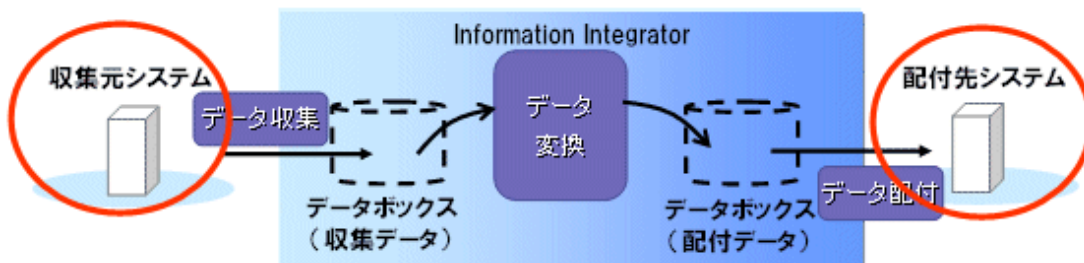 Information Integrator
収集元システム
データ収集
データボックス
（収集データ）
データ
変換
データボックス
（配付データ）
配付先システム
データ配付